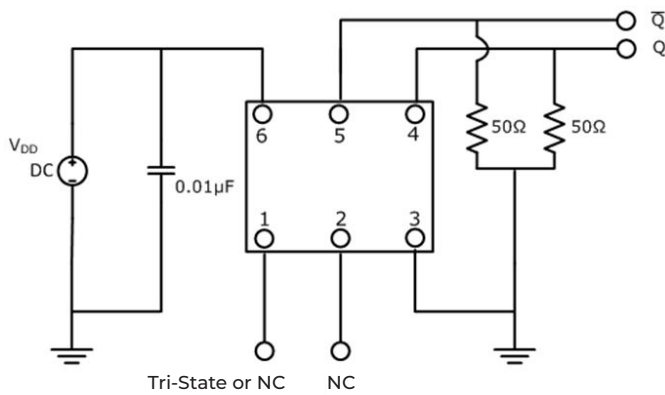 Q̅
Q
6
5
4
50Ω
50Ω
V_DD
DC
0.01μF
1
2
3
Tri-State or NC
NC